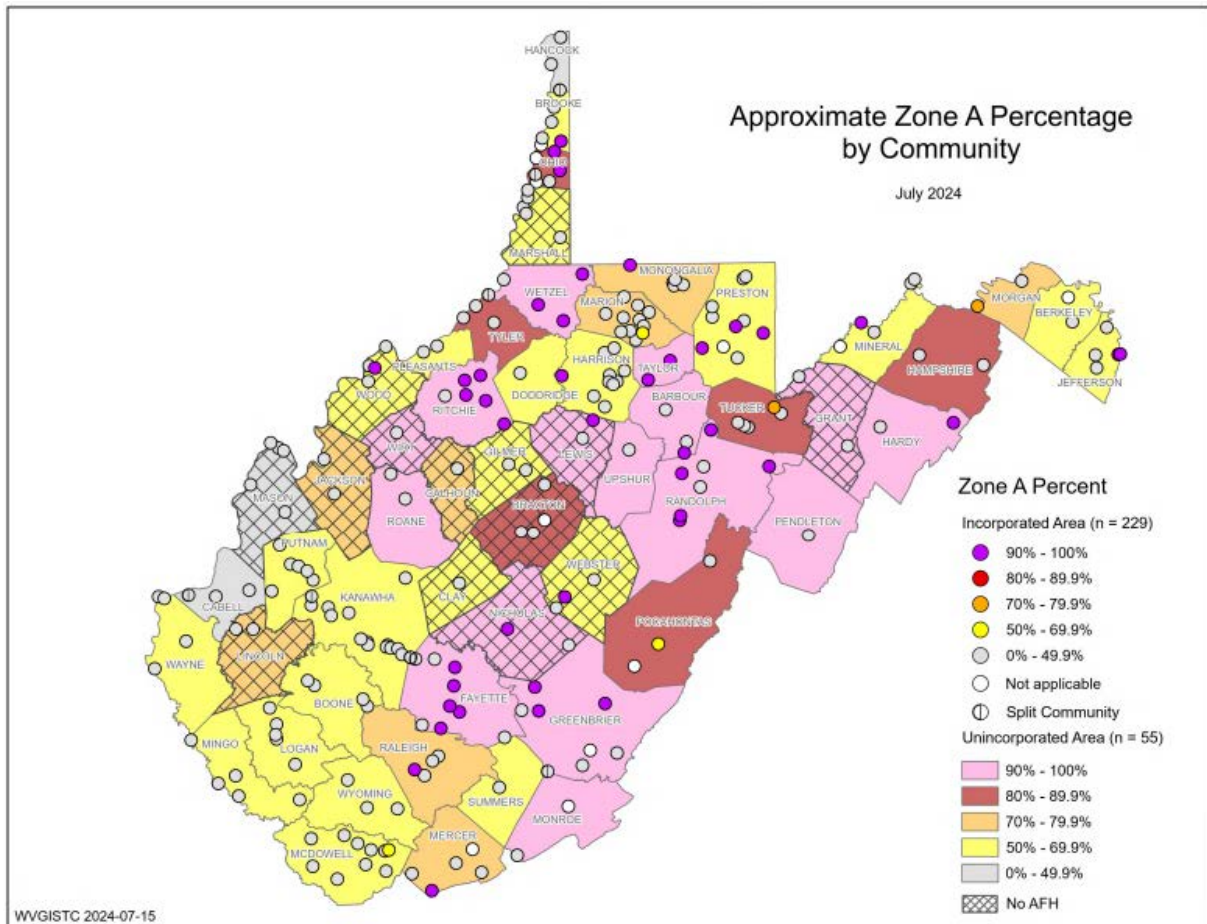 HANCOCK
BROOKE
Approximate Zone A Percentage
by Community
July 2024
OHIO
MARSHALL
WETZEL
MONONGALIA
MARION
PRESTON
MORGAN
BERKELEY
MINERAL
HAMPSHIRE
JEFFERSON
TYLER
PLEASANTS
HARRISON
TAYLOR
WOOD
DODDRIDGE
BARBOUR
RITCHIE
TUCKER
GRANT
HARDY
WIRT
GILMER
LEWIS
UPSHUR
JACKSON
CALHOUN
RANDOLPH
MASON
ROANE
BRAXTON
PENDLETON
PUTNAM
WEBSTER
CABELL
KANAWHA
CLAY
NICHOLAS
POCAHONTAS
LINCOLN
WAYNE
BOONE
FAYETTE
GREENBRIER
MINGO
LOGAN
RALEIGH
WYOMING
SUMMERS
MONROE
MERCER
MCDOWELL
Zone A Percent
Incorporated Area (n = 229)
90% - 100%
80% - 89.9%
70% - 79.9%
50% - 69.9%
0% - 49.9%
Not applicable
Split Community
Unincorporated Area (n = 55)
90% - 100%
80% - 89.9%
70% - 79.9%
50% - 69.9%
0% - 49.9%
No AFH
WVGISTC 2024-07-15